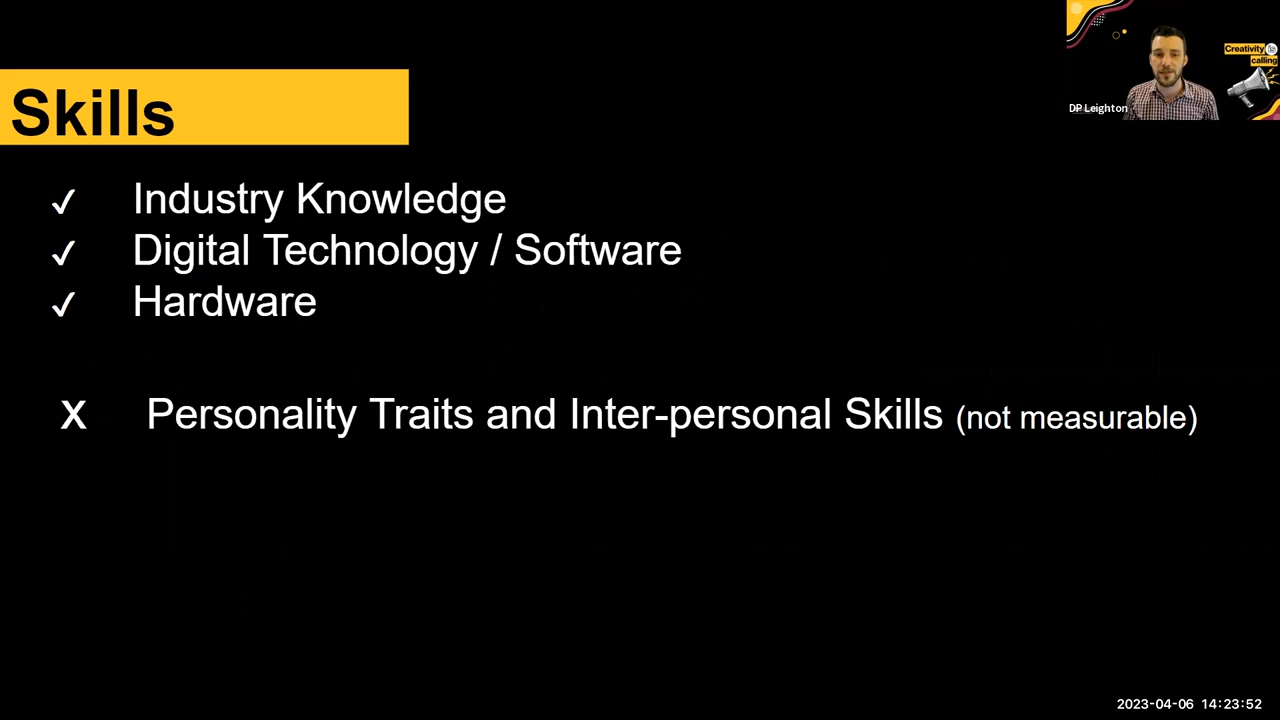 Skills
✓ Industry Knowledge
✓ Digital Technology / Software
✓ Hardware
X Personality Traits and Inter-personal Skills (not measurable)
Creativity
calling
DP Leighton
2023-04-06 14:23:52